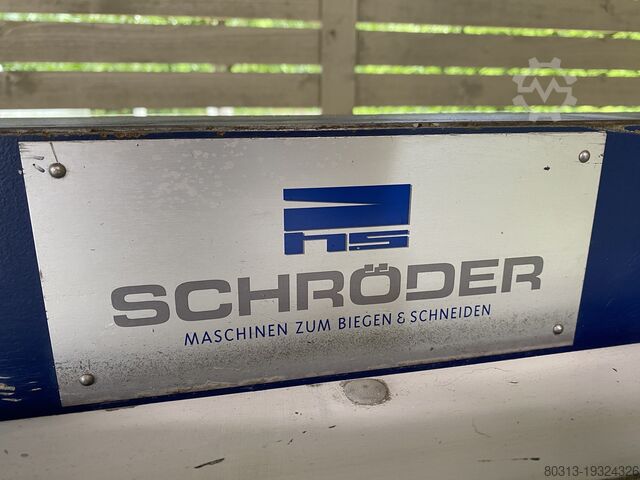 hs
SCHRÖDER
MASCHINEN ZUM BIEGEN & SCHNEIDEN
80313-19324326